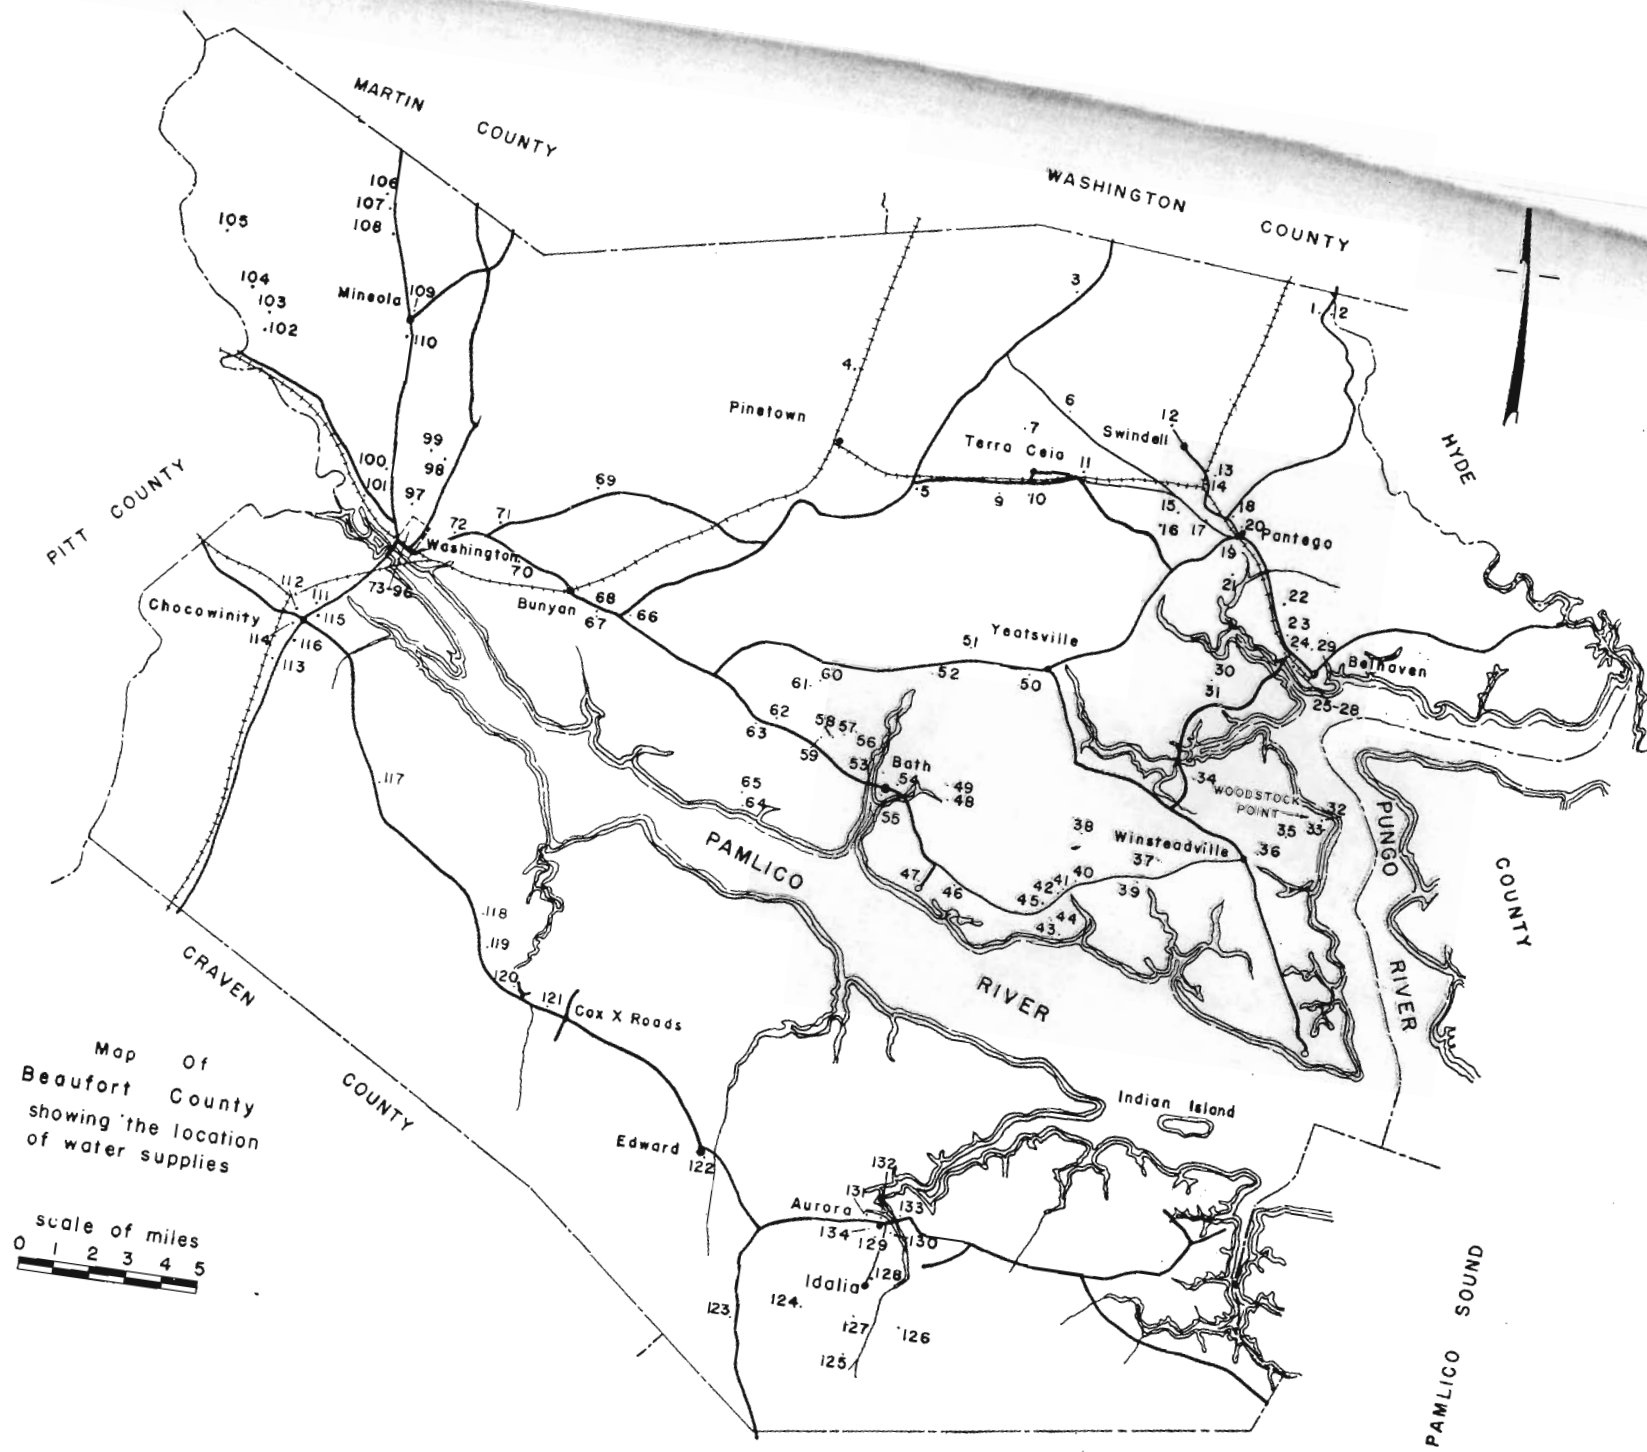 MARTIN
COUNTY
WASHINGTON
COUNTY
106
107
108
105
104
103
102
Mineola
109
110
3
1
2
4
Pinetown
6
7
12
Swindell
Terra Ceia
11
13
14
5
9
10
15
16
17
18
19
20
Pantego
HYDE
COUNTY
99
98
100
101
97
69
71
72
Washington
70
PITT COUNTY
73-96
Bunyan
68
67
66
112
111
Chocowinity
115
114
116
113
21
22
23
24
29
Belhaven
30
31
25-28
51
Yeatsville
52
50
60
61
62
63
58
57
56
59
53
Bath
54
55
49
48
65
64
34
WOODSTOCK
POINT
32
33
35
36
38
Winsteadville
37
39
40
41
42
45
44
43
46
47
PUNGO
RIVER
PAMLICO
RIVER
117
118
119
120
121
Cox X Roads
CRAVEN
COUNTY
Map Of
Beaufort County
showing the location
of water supplies
scale of miles
0 1 2 3 4 5
Indian Island
Edward
122
132
131
Aurora
133
134
129
130
128
Idalia
123
124
127
126
125
PAMLICO SOUND